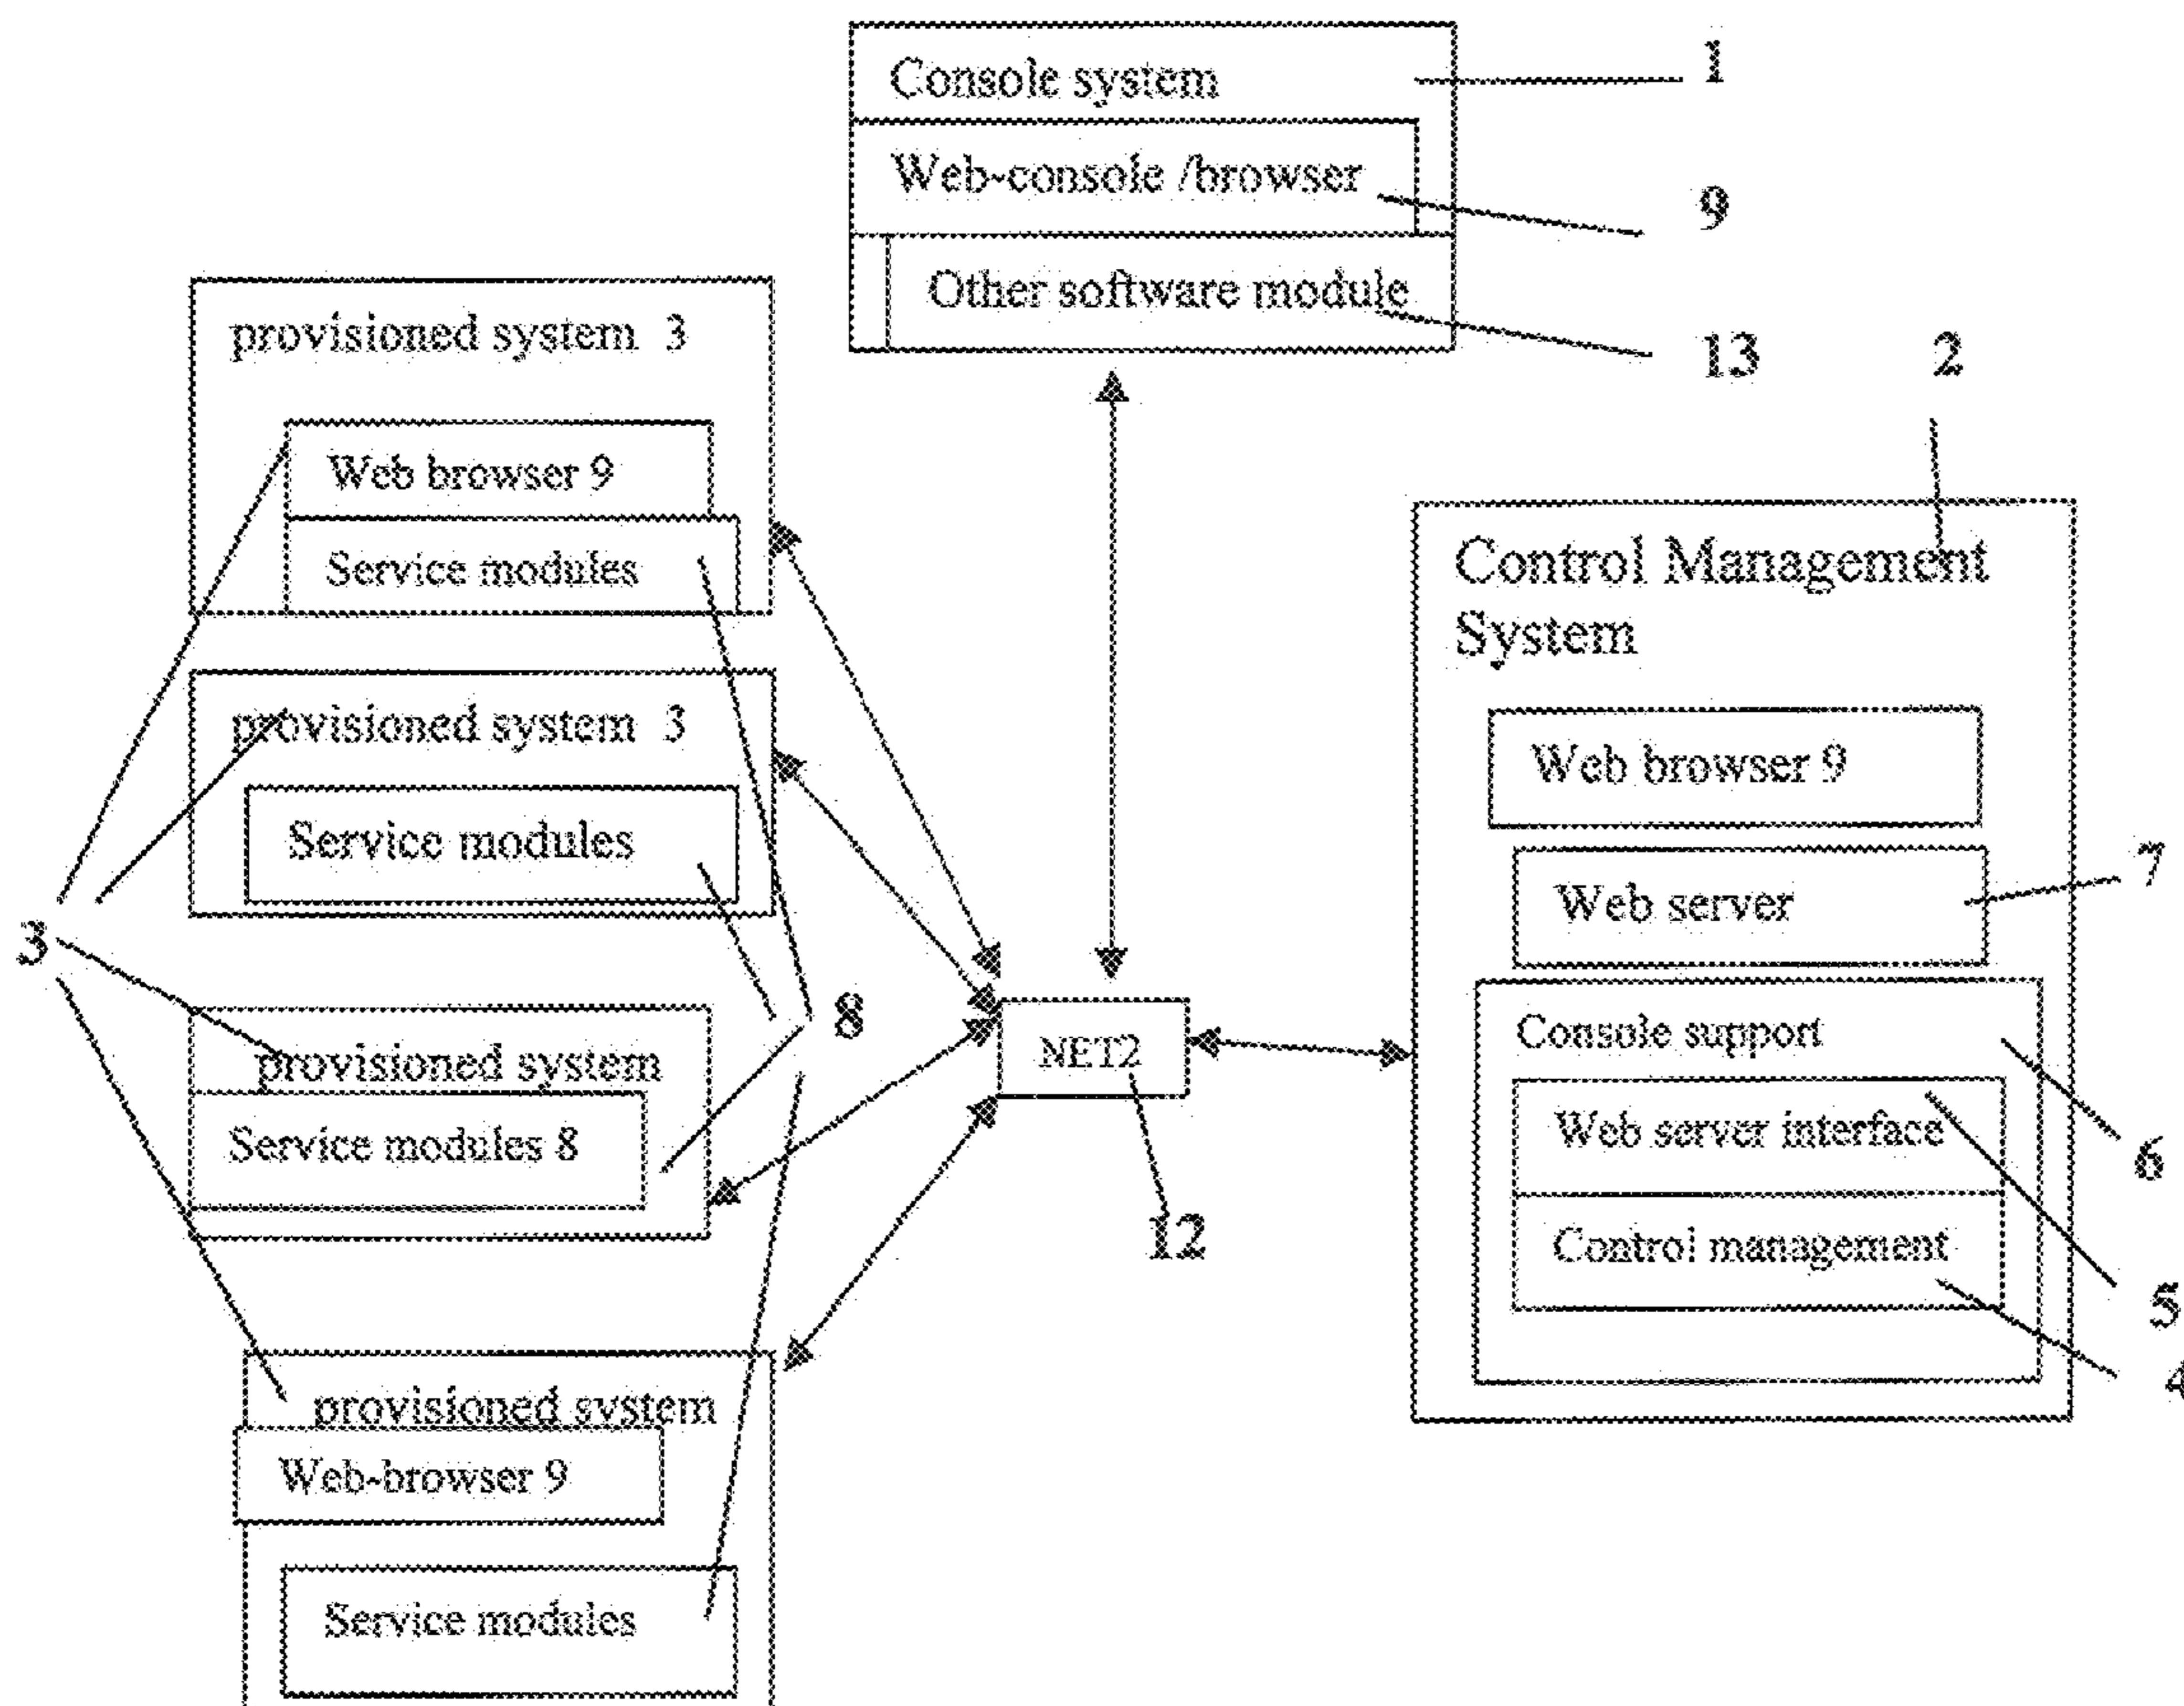 Console system
1
Web-console /browser
9
Other software module
13
2
provisioned system 3
Web browser 9
Service modules
provisioned system 3
Service modules
3
8
provisioned system
Service modules 8
provisioned system
Web-browser 9
Service modules
NET2
12
Control Management
System
Web browser 9
Web server
7
Console support
Web server interface
6
Control management
5
4